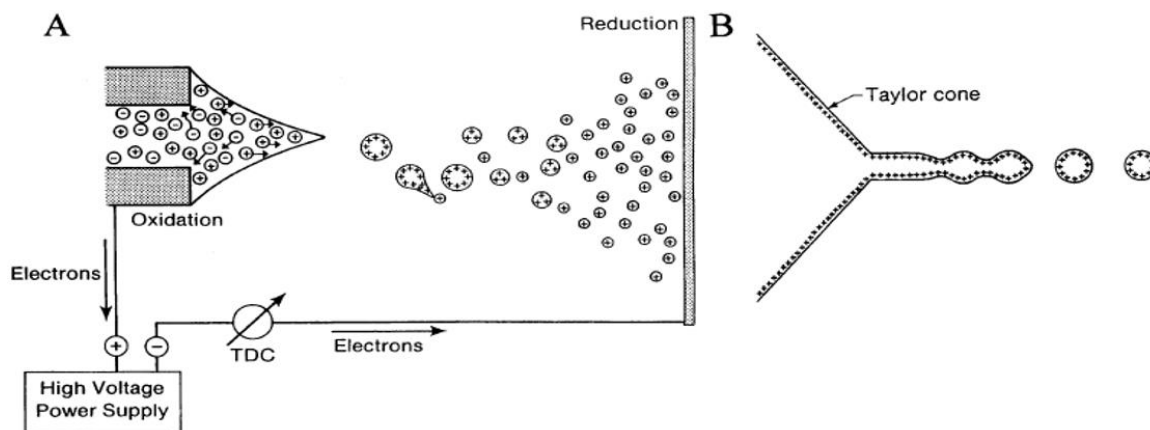 A
Reduction
B
Taylor cone
Oxidation
Electrons
TDC
Electrons
High Voltage
Power Supply